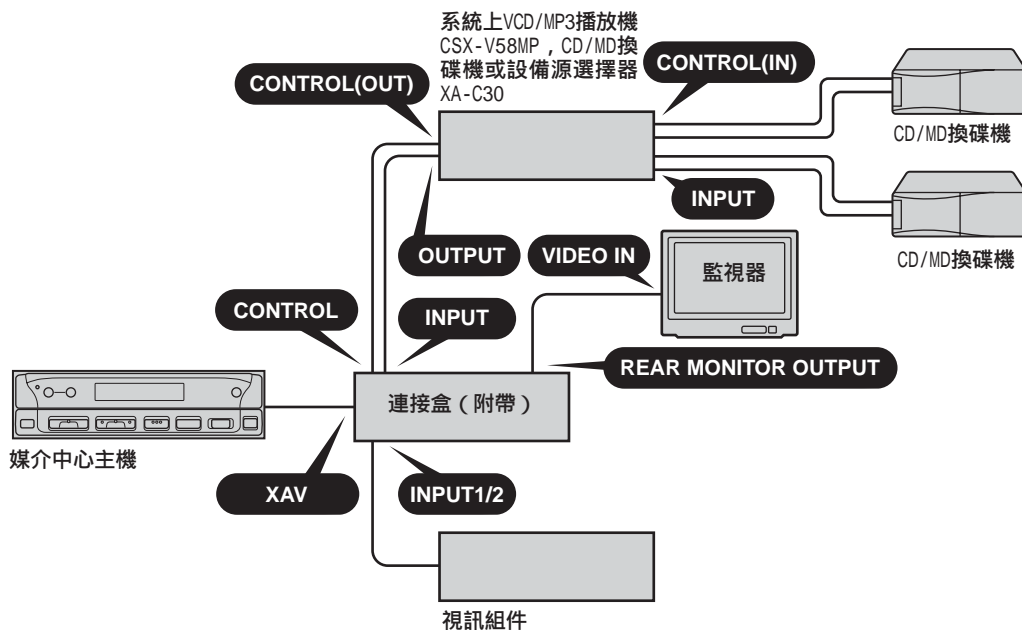 系統上VCD/MP3播放機
CSX-V58MP，CD/MD換
碟機或設備源選擇器
XA-C30
CONTROL(OUT)
CONTROL(IN)
CD/MD換碟機
INPUT
OUTPUT
VIDEO IN
監視器
CD/MD換碟機
CONTROL
INPUT
REAR MONITOR OUTPUT
連接盒（附帶）
媒介中心主機
XAV
INPUT1/2
視訊組件